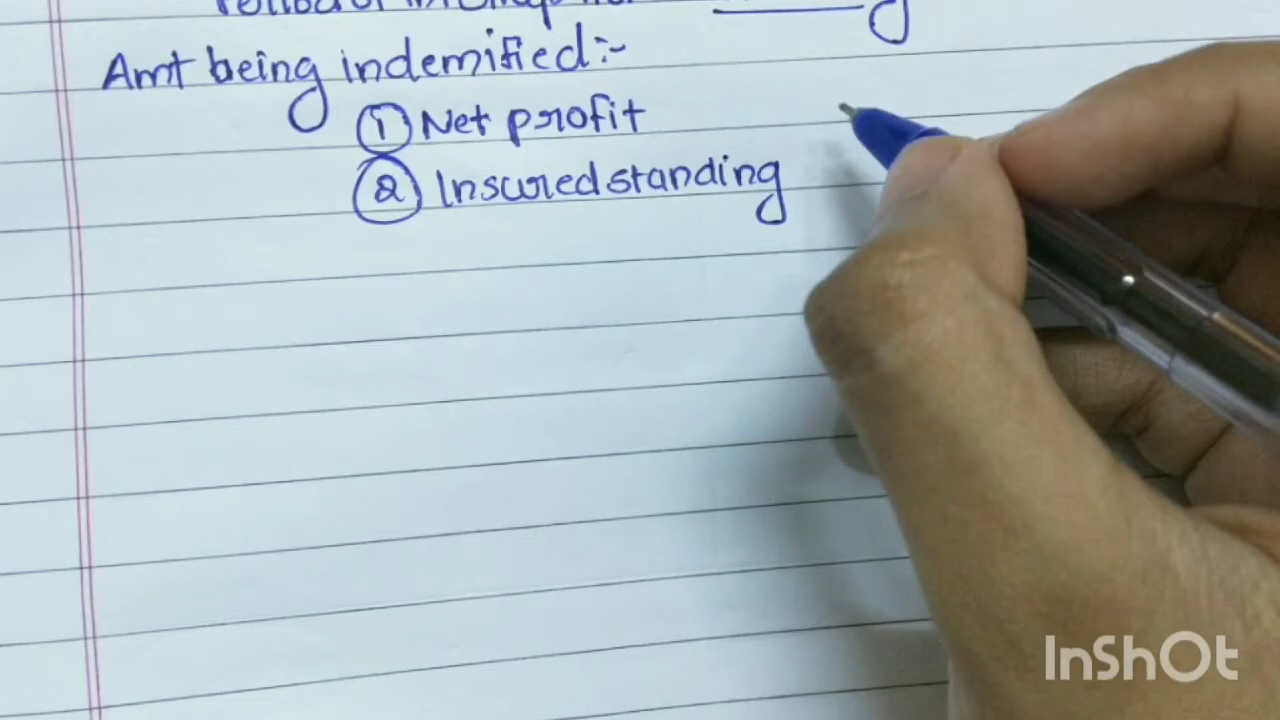 Amt being indemified:-
① Net profit
② Insured standing
InShOt